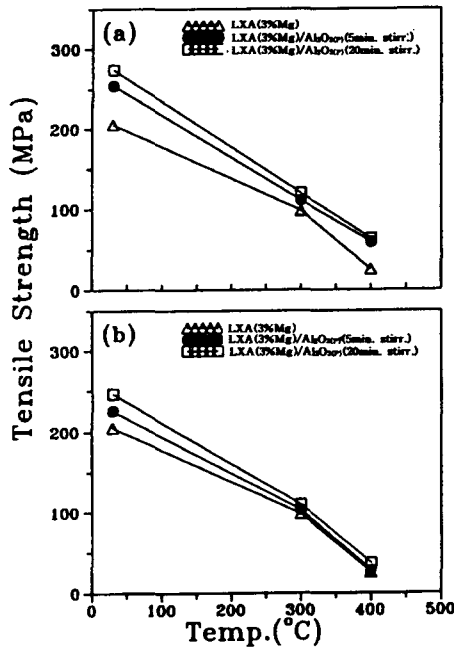 (a)
LXA(3%Mg)
LXA(3%Mg)/Al₂O₃₍ₚ₎(5min. stirr.)
LXA(3%Mg)/Al₂O₃₍ₚ₎(20min. stirr.)
300
200
100
0
(b)
LXA(3%Mg)
LXA(3%Mg)/Al₂O₃₍ₚ₎(5min. stirr.)
LXA(3%Mg)/Al₂O₃₍ₚ₎(20min. stirr.)
300
200
100
0
0 100 200 300 400 500
Tensile Strength (MPa)
Temp.(°C)